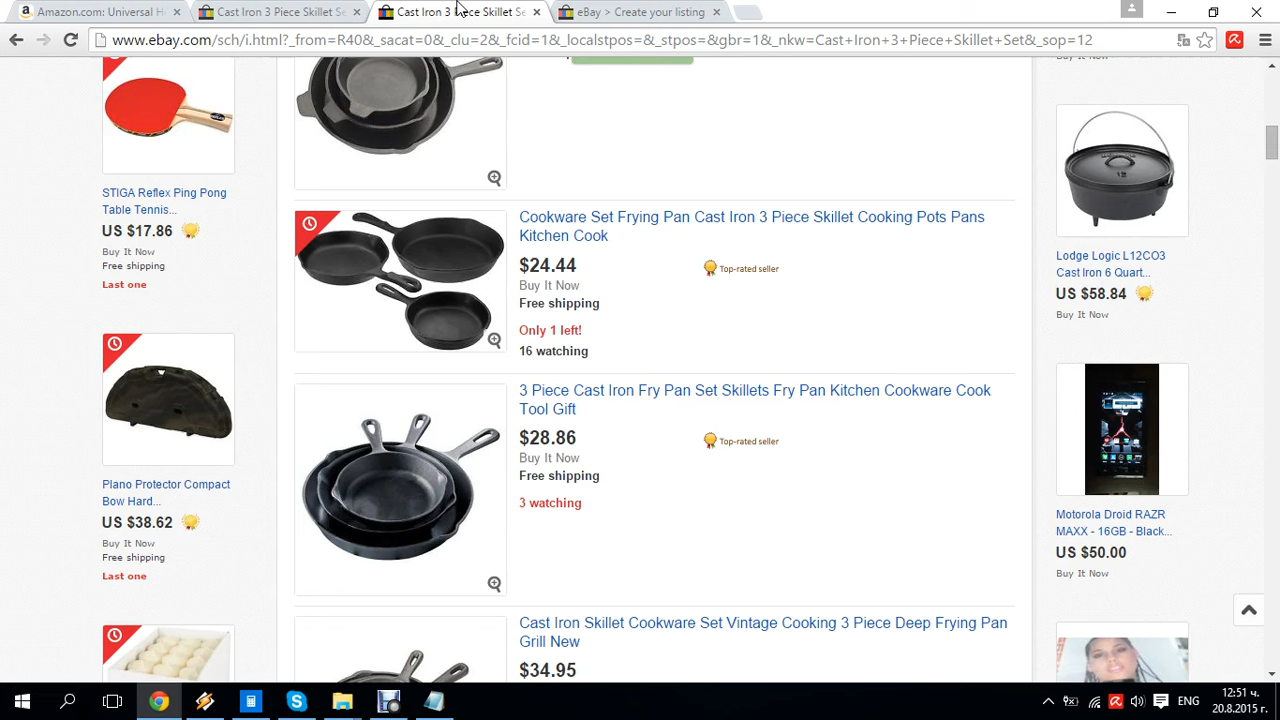 Amazon.com: Universal H
Cast Iron 3 Piece Skillet Se
Cast Iron 3 Piece Skillet Se
eBay > Create your listing
www.ebay.com/sch/i.html?_from=R40&_sacat=0&_clu=2&_fcid=1&_localstpos=&_stpos=&gbr=1&_nkw=Cast+Iron+3+Piece+Skillet+Set&_sop=12
STIGA Reflex Ping Pong
Table Tennis...
US $17.86
Buy It Now
Free shipping
Last one
Plano Protector Compact
Bow Hard...
US $38.62
Buy It Now
Free shipping
Last one
Cookware Set Frying Pan Cast Iron 3 Piece Skillet Cooking Pots Pans
Kitchen Cook
$24.44
Top-rated seller
Buy It Now
Free shipping
Only 1 left!
16 watching
3 Piece Cast Iron Fry Pan Set Skillets Fry Pan Kitchen Cookware Cook
Tool Gift
$28.86
Top-rated seller
Buy It Now
Free shipping
3 watching
Cast Iron Skillet Cookware Set Vintage Cooking 3 Piece Deep Frying Pan
Grill New
$34.95
Lodge Logic L12CO3
Cast Iron 6 Quart...
US $58.84
Buy It Now
Motorola Droid RAZR
MAXX - 16GB - Black...
US $50.00
Buy It Now
ENG
12:51 ч.
20.8.2015 г.